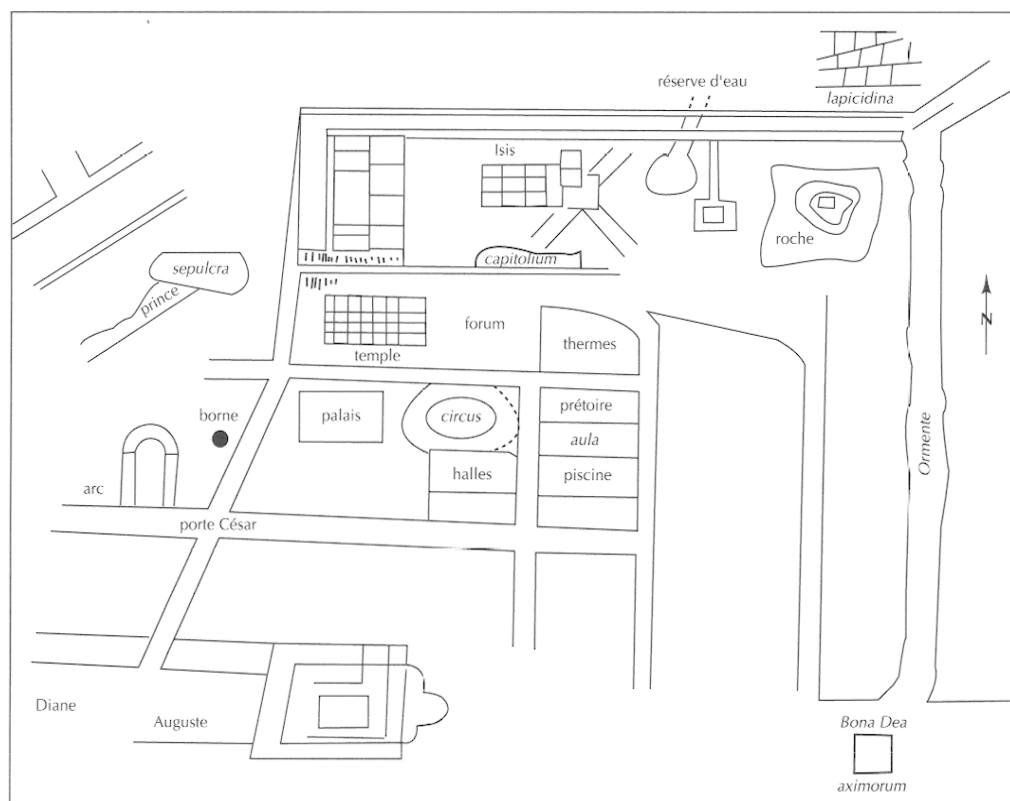 réserve d'eau
lapicidina
Isis
roche
capitolium
sepulcra
prince
forum
thermes
temple
N
borne
palais
circus
prétoire
aula
halles
piscine
arc
porte César
Ormente
Diane
Auguste
Bona Dea
aximorum